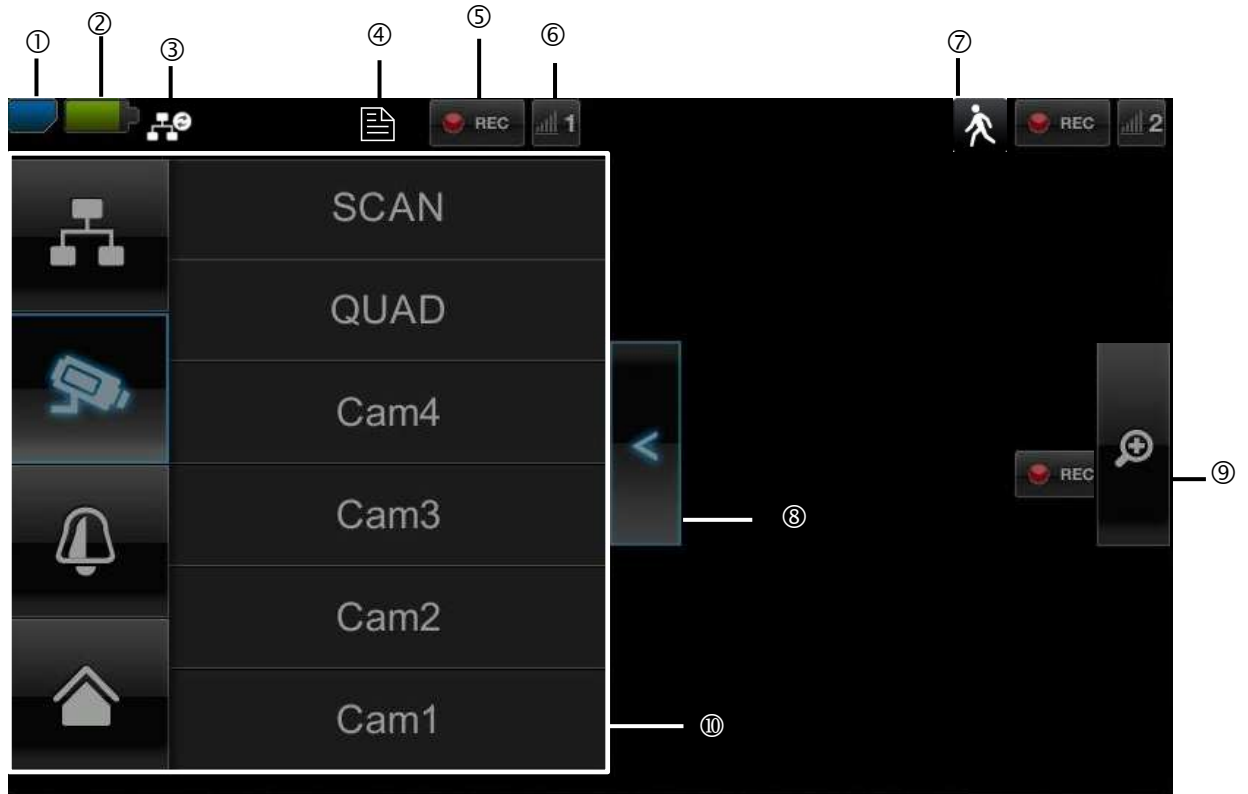 ① ② ③ ④ ⑤ ⑥ ⑦
REC 1 REC 2
SCAN
QUAD
Cam4
<
REC
⑨
Cam3
⑧
Cam2
Cam1
⑩